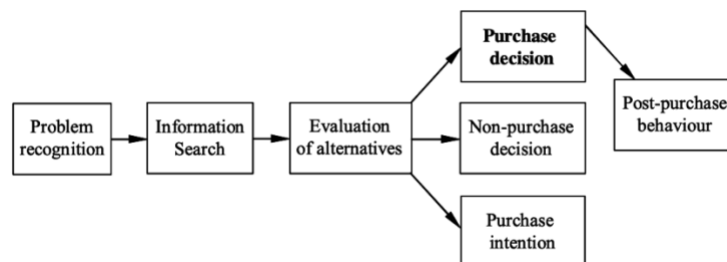 Problem
recognition
Information
Search
Evaluation
of alternatives
Purchase
decision
Non-purchase
decision
Purchase
intention
Post-purchase
behaviour